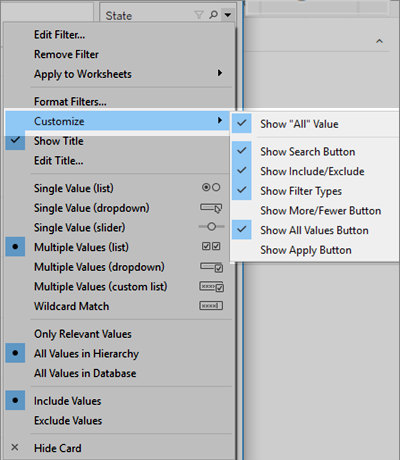 State
Edit Filter...
Remove Filter
Apply to Worksheets
Format Filters...
Customize
Show Title
Edit Title...
Single Value (list)
Single Value (dropdown)
Single Value (slider)
Multiple Values (list)
Multiple Values (dropdown)
Multiple Values (custom list)
Wildcard Match
Only Relevant Values
All Values in Hierarchy
All Values in Database
Include Values
Exclude Values
Hide Card
Show "All" Value
Show Search Button
Show Include/Exclude
Show Filter Types
Show More/Fewer Button
Show All Values Button
Show Apply Button